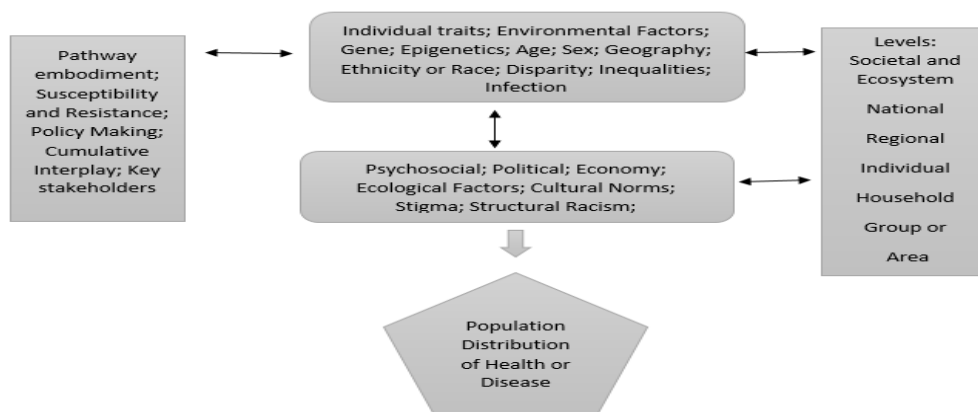 Pathway
embodiment;
Susceptibility
and Resistance;
Policy Making;
Cumulative
Interplay; Key
stakeholders
Individual traits; Environmental Factors;
Gene; Epigenetics; Age; Sex; Geography;
Ethnicity or Race; Disparity; Inequalities;
Infection
Levels:
Societal and
Ecosystem
National
Regional
Individual
Household
Group or
Area
Psychosocial; Political; Economy;
Ecological Factors; Cultural Norms;
Stigma; Structural Racism;
Population
Distribution
of Health or
Disease